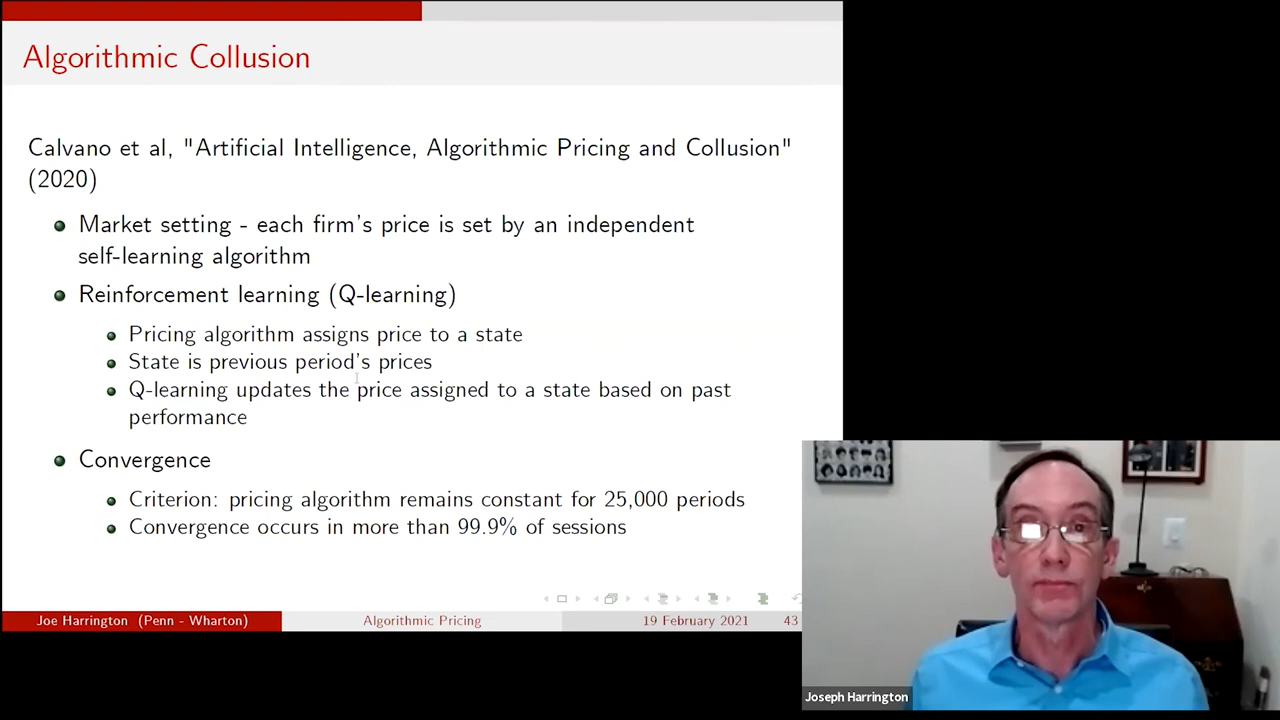 Algorithmic Collusion
Calvano et al, "Artificial Intelligence, Algorithmic Pricing and Collusion"
(2020)
Market setting - each firm's price is set by an independent
self-learning algorithm
Reinforcement learning (Q-learning)
Pricing algorithm assigns price to a state
State is previous period's prices
Q-learning updates the price assigned to a state based on past
performance
Convergence
Criterion: pricing algorithm remains constant for 25,000 periods
Convergence occurs in more than 99.9% of sessions
Joe Harrington (Penn - Wharton) Algorithmic Pricing 19 February 2021 43
Joseph Harrington